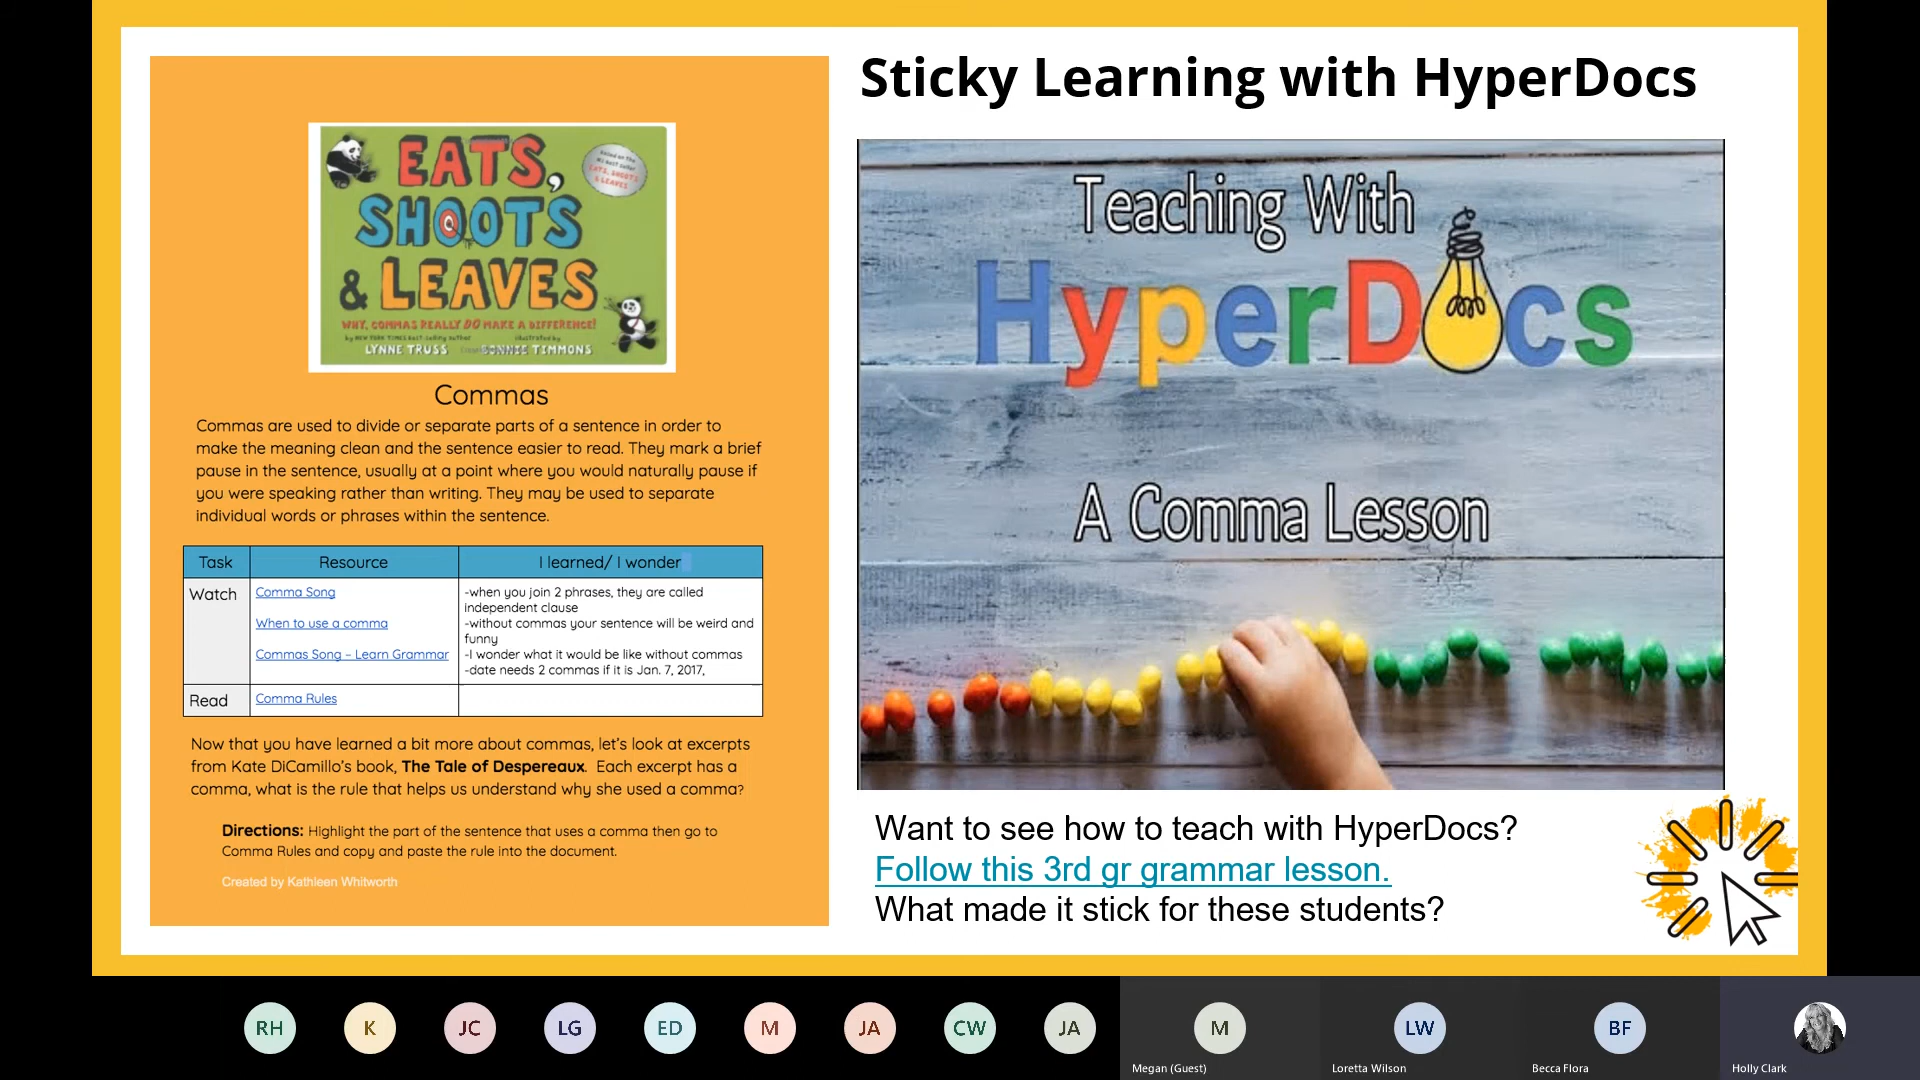 Sticky Learning with HyperDocs
EATS,
SHOOTS
& LEAVES
WHY, COMMAS REALLY DO MAKE A DIFFERENCE!
by NEW YORK TIMES best-selling author
illustrated by
LYNNE TRUSS
BONNIE TIMMONS
Commas
Commas are used to divide or separate parts of a sentence in order to
make the meaning clean and the sentence easier to read. They mark a brief
pause in the sentence, usually at a point where you would naturally pause if
you were speaking rather than writing. They may be used to separate
individual words or phrases within the sentence.
Task
Resource
I learned/ I wonder
Watch
Comma Song
When to use a comma
Commas Song – Learn Grammar
-when you join 2 phrases, they are called
independent clause
-without commas your sentence will be weird and
funny
-I wonder what it would be like without commas
-date needs 2 commas if it is Jan. 7, 2017,
Read
Comma Rules
Now that you have learned a bit more about commas, let's look at excerpts
from Kate DiCamillo's book, The Tale of Despereaux. Each excerpt has a
comma, what is the rule that helps us understand why she used a comma?
Directions: Highlight the part of the sentence that uses a comma then go to
Comma Rules and copy and paste the rule into the document.
Created by Kathleen Whitworth
Teaching With
HyperDocs
A Comma Lesson
Want to see how to teach with HyperDocs?
Follow this 3rd gr grammar lesson.
What made it stick for these students?
RH
K
JC
LG
ED
M
JA
CW
JA
M
LW
BF
Megan (Guest)
Loretta Wilson
Becca Flora
Holly Clark